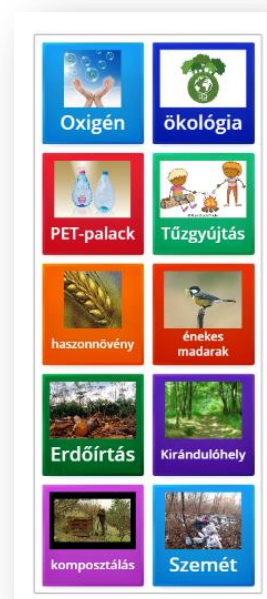 Oxigén
ökológia
PET-palack
Tűzgyújtás
haszonnövény
énekes
madarak
Erdőírtás
Kirándulóhely
komposztálás
Szemét